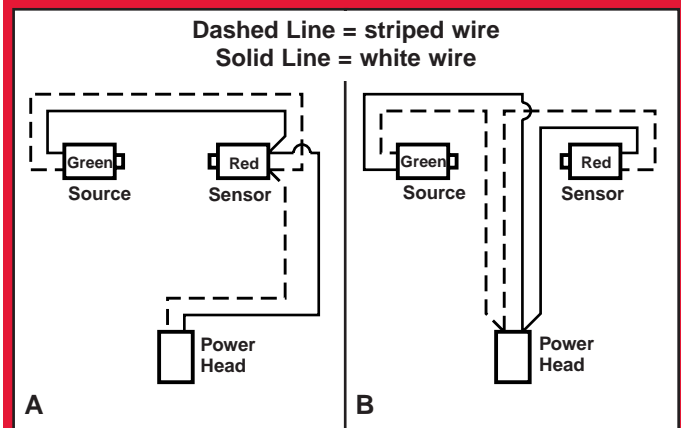 Dashed Line = striped wire
Solid Line = white wire
Green
Source
Red
Sensor
Power
Head
A
Green
Source
Red
Sensor
Power
Head
B